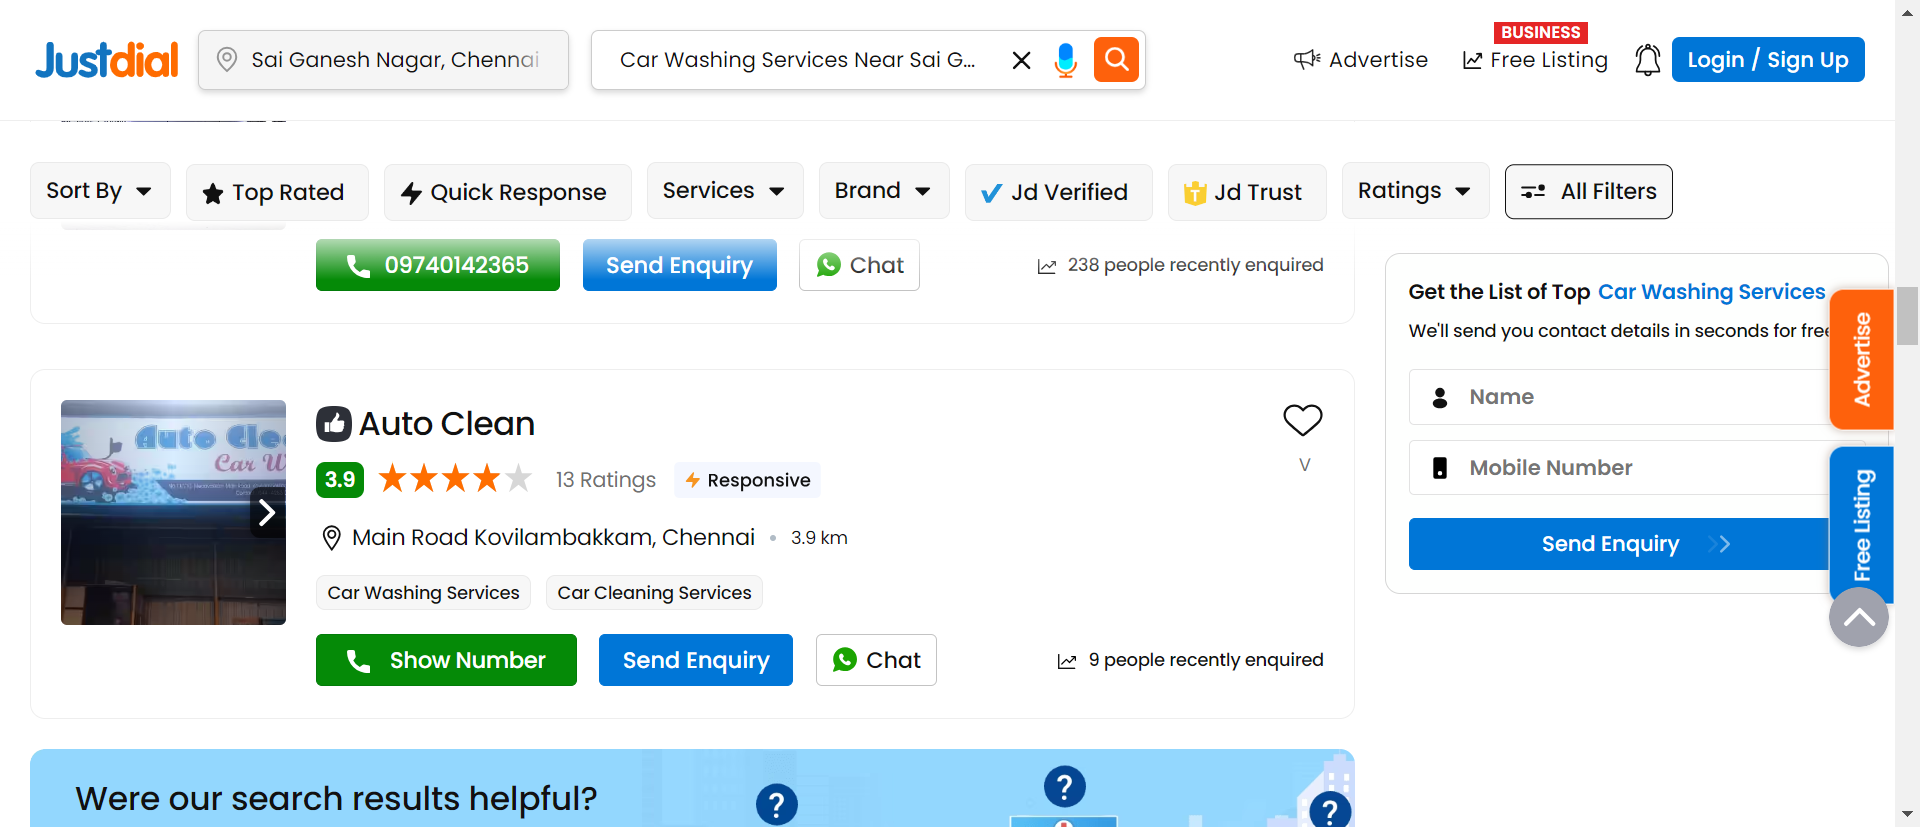 Justdial
Sai Ganesh Nagar, Chennai
Car Washing Services Near Sai G...
Advertise
BUSINESS
Free Listing
Login / Sign Up
Sort By
Top Rated
Quick Response
Services
Brand
Jd Verified
Jd Trust
Ratings
All Filters
09740142365
Send Enquiry
Chat
238 people recently enquired
Auto Clean
3.9
13 Ratings
Responsive
Main Road Kovilambakkam, Chennai • 3.9 km
Car Washing Services
Car Cleaning Services
Show Number
Send Enquiry
Chat
9 people recently enquired
V
Auto Cle
Car W
Get the List of Top Car Washing Services
We'll send you contact details in seconds for fre
Name
Mobile Number
Send Enquiry
Advertise
Free Listing
Were our search results helpful?
?
?
?